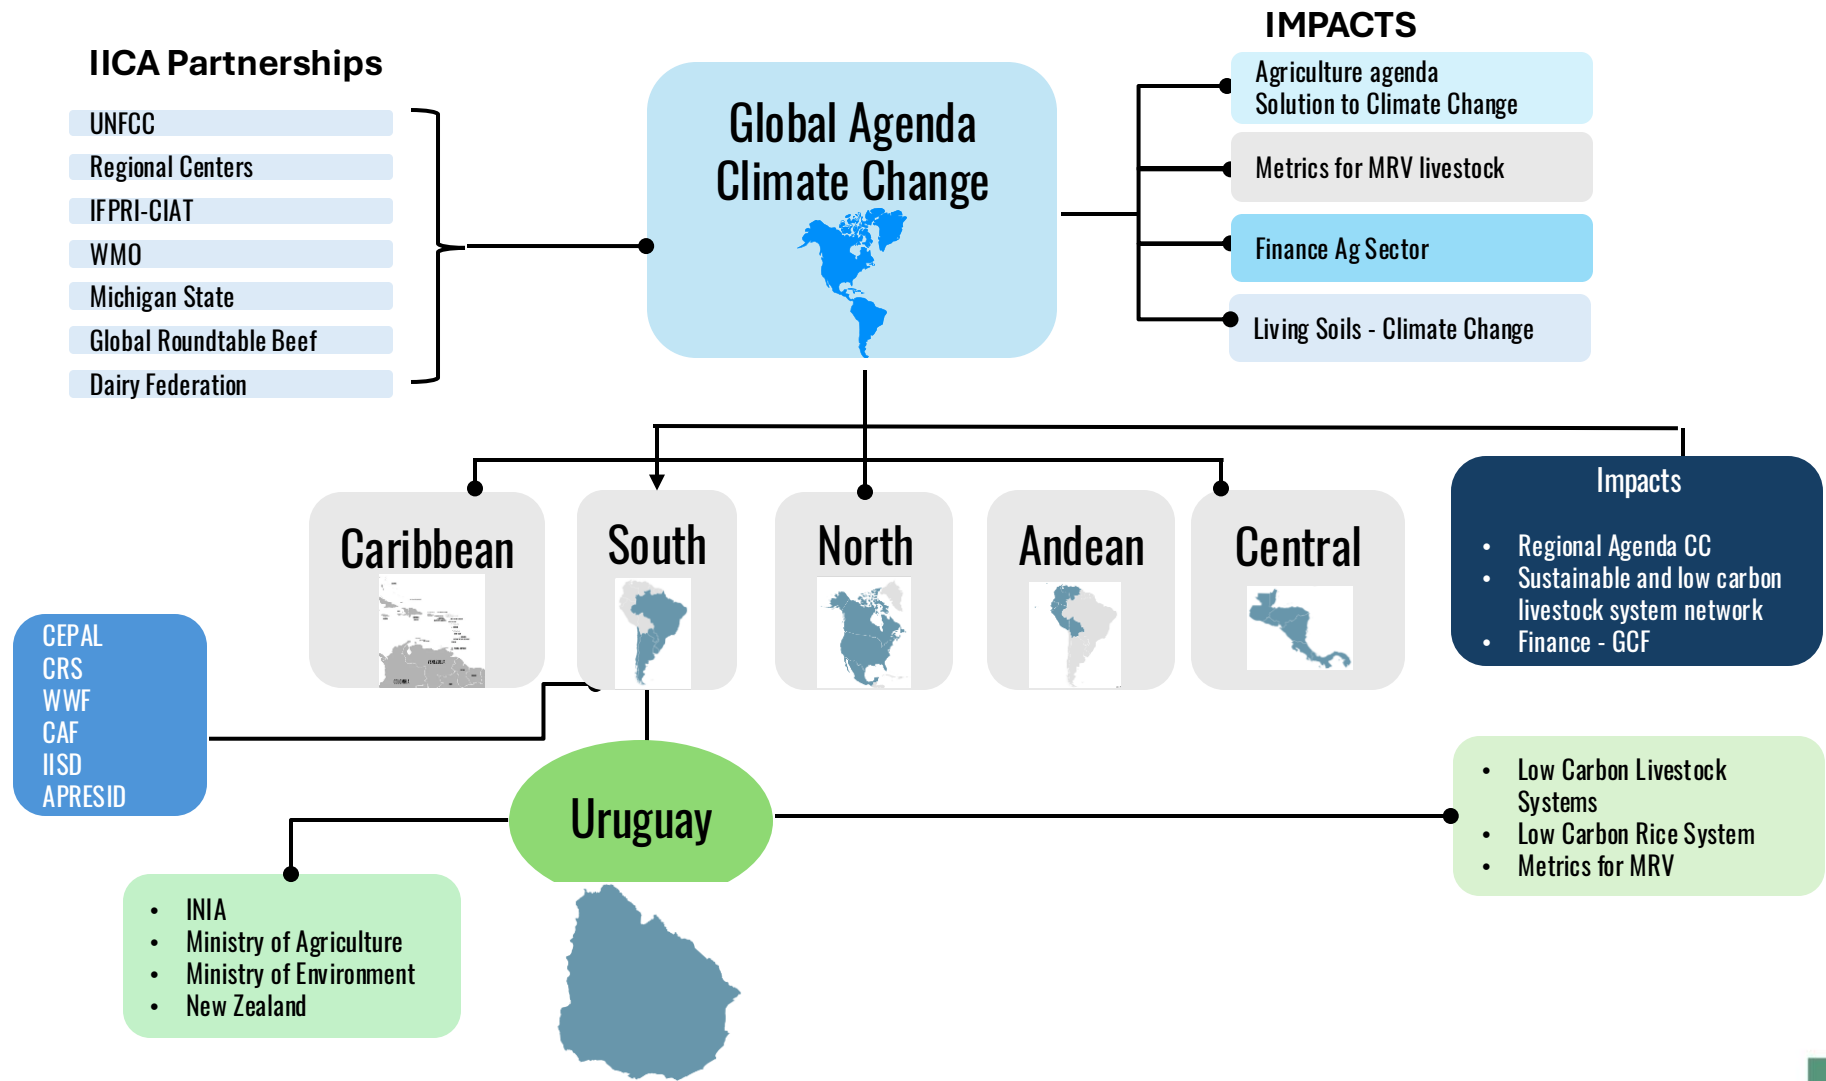 IICA Partnerships
UNFCC
Regional Centers
IFPRI-CIAT
WMO
Michigan State
Global Roundtable Beef
Dairy Federation
Global Agenda
Climate Change
IMPACTS
Agriculture agenda
Solution to Climate Change
Metrics for MRV livestock
Finance Ag Sector
Living Soils - Climate Change
Caribbean
South
North
Andean
Central
Impacts
• Regional Agenda CC
• Sustainable and low carbon
livestock system network
• Finance - GCF
CEPAL
CRS
WWF
CAF
IISD
APRESID
Uruguay
• Low Carbon Livestock
Systems
• Low Carbon Rice System
• Metrics for MRV
• INIA
• Ministry of Agriculture
• Ministry of Environment
• New Zealand